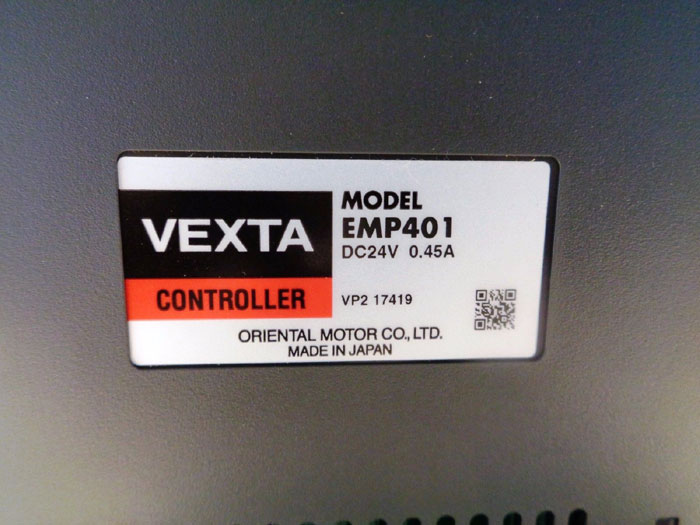 VEXTA
CONTROLLER
MODEL
EMP401
DC24V 0.45A
VP2 17419
ORIENTAL MOTOR CO., LTD.
MADE IN JAPAN